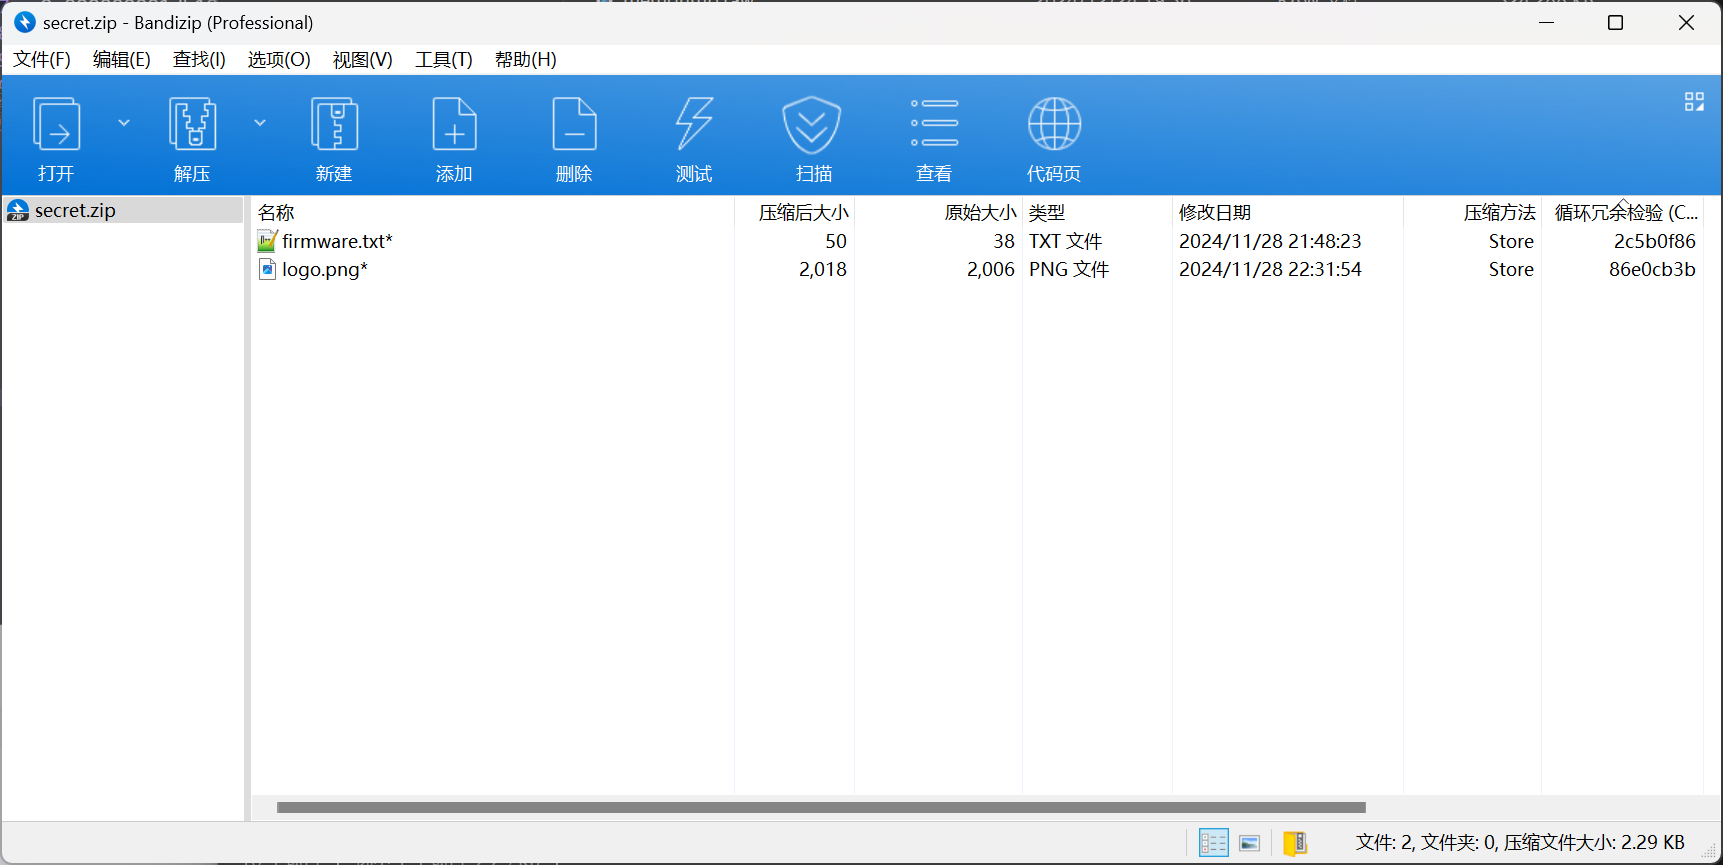 secret.zip - Bandizip (Professional)
文件(F) 编辑(E) 查找(I) 选项(O) 视图(V) 工具(T) 帮助(H)
打开 解压 新建 添加 删除 测试 扫描 查看 代码页
secret.zip
名称 压缩后大小 原始大小 类型 修改日期 压缩方法 循环冗余检验 (C...
firmware.txt* 50 38 TXT 文件 2024/11/28 21:48:23 Store 2c5b0f86
logo.png* 2,018 2,006 PNG 文件 2024/11/28 22:31:54 Store 86e0cb3b
文件: 2, 文件夹: 0, 压缩文件大小: 2.29 KB